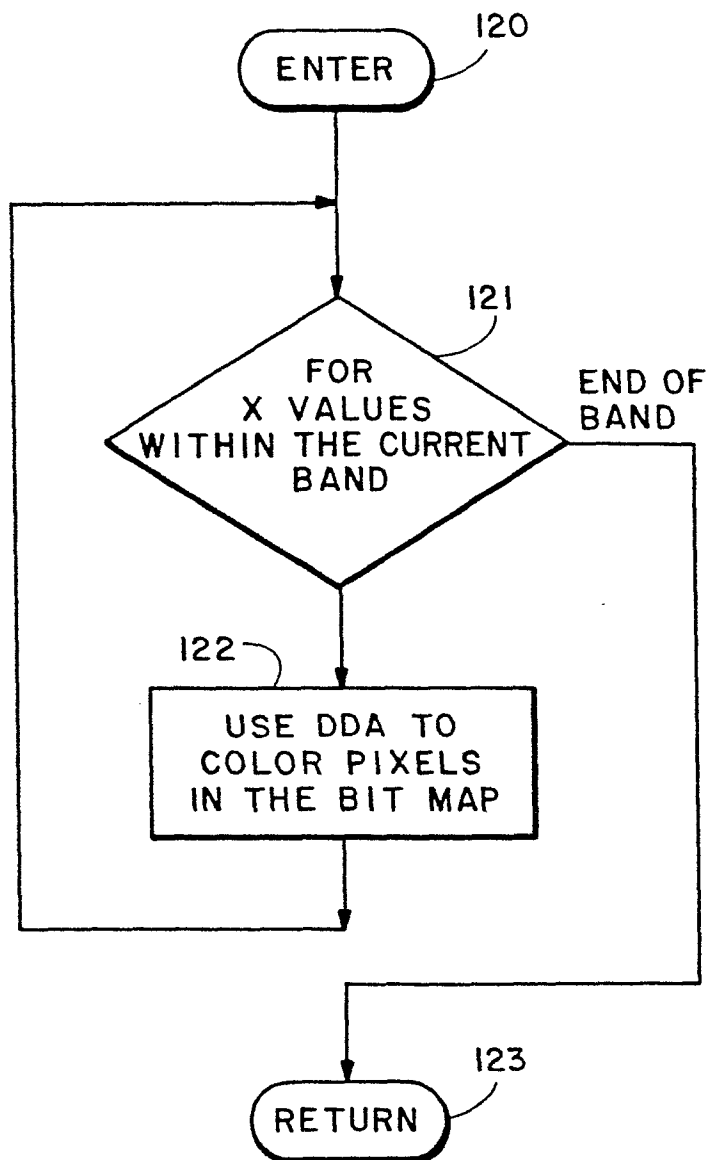 120
ENTER
121
FOR
X VALUES
WITHIN THE CURRENT
BAND
END OF
BAND
122
USE DDA TO
COLOR PIXELS
IN THE BIT MAP
123
RETURN